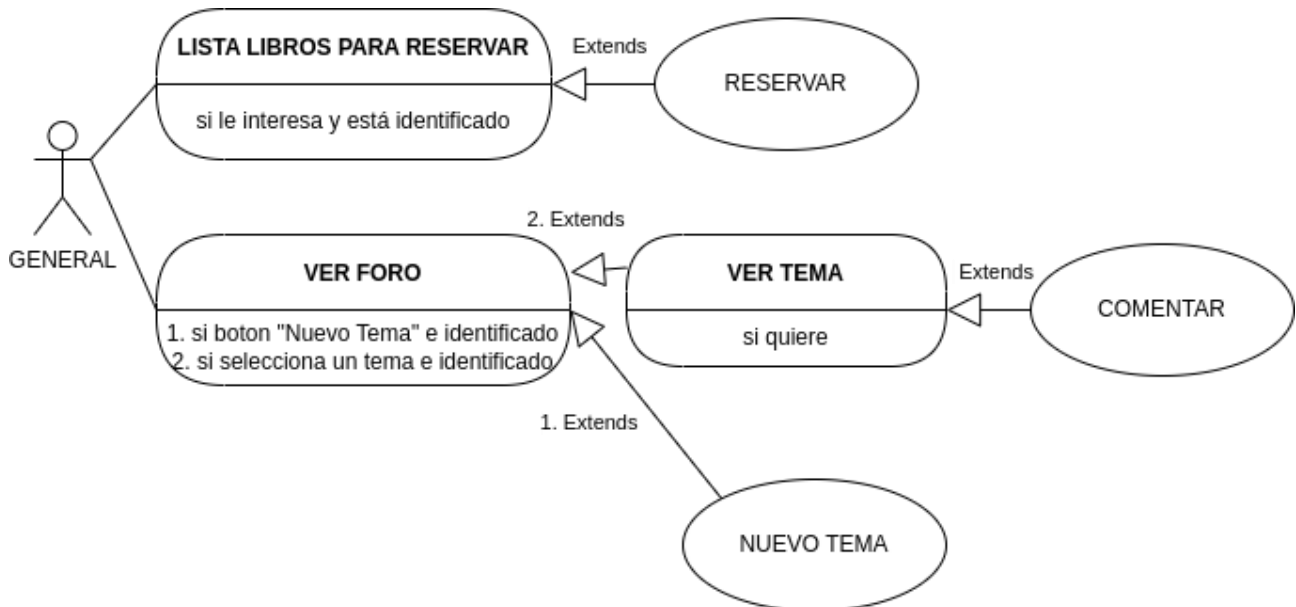 LISTA LIBROS PARA RESERVAR
Extends
RESERVAR
si le interesa y está identificado
GENERAL
2. Extends
VER FORO
VER TEMA
Extends
COMENTAR
1. si boton "Nuevo Tema" e identificado
2. si selecciona un tema e identificado
si quiere
1. Extends
NUEVO TEMA